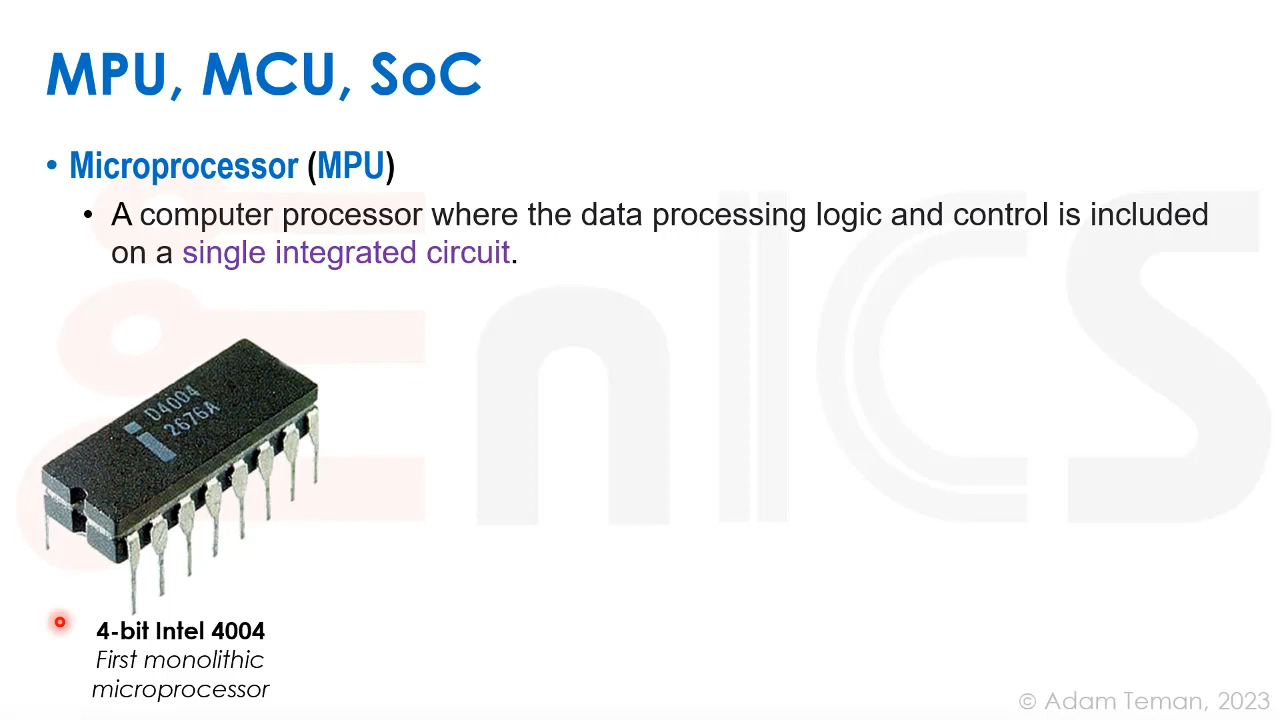 MPU, MCU, SoC
• Microprocessor (MPU)
• A computer processor where the data processing logic and control is included
on a single integrated circuit.
EnICS
D4004
2676A
4-bit Intel 4004
First monolithic
microprocessor
© Adam Teman, 2023